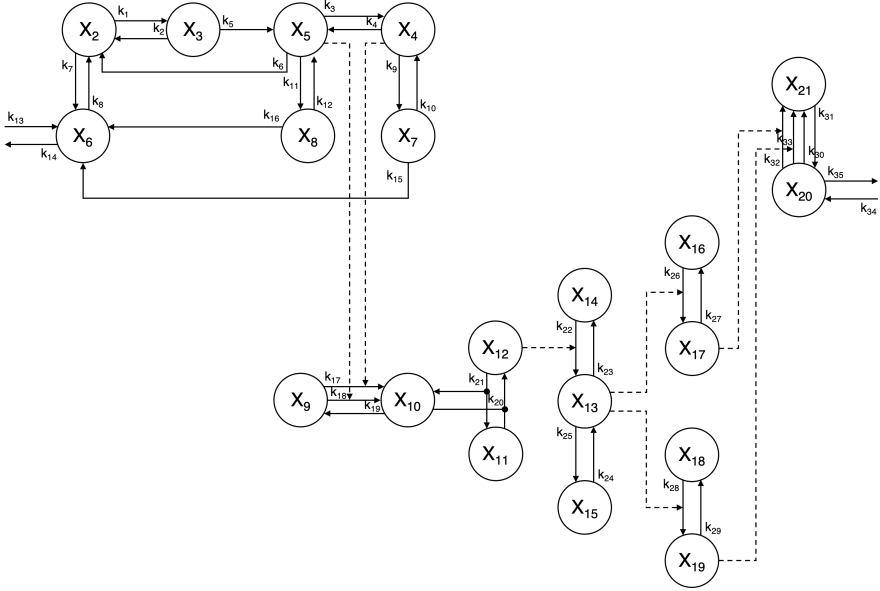 k₃
k₁
X₂
k₂
X₃
k₅
X₅
k₄
X₄
k₇
k₆
k₁₁
k₉
k₈
k₁₂
k₁₀
k₁₃
k₁₆
X₆
X₈
X₇
k₁₄
k₁₅
X₂₁
k₃₁
k₃₃
k₃₂
k₃₀
k₃₅
X₂₀
k₃₄
X₁₆
k₂₆
k₂₇
X₁₇
X₁₄
k₂₂
X₁₂
k₂₃
k₁₇
k₂₁
X₉
k₁₈
k₁₉
X₁₀
k₂₀
X₁₃
k₂₅
X₁₁
k₂₄
X₁₅
X₁₈
k₂₈
k₂₉
X₁₉